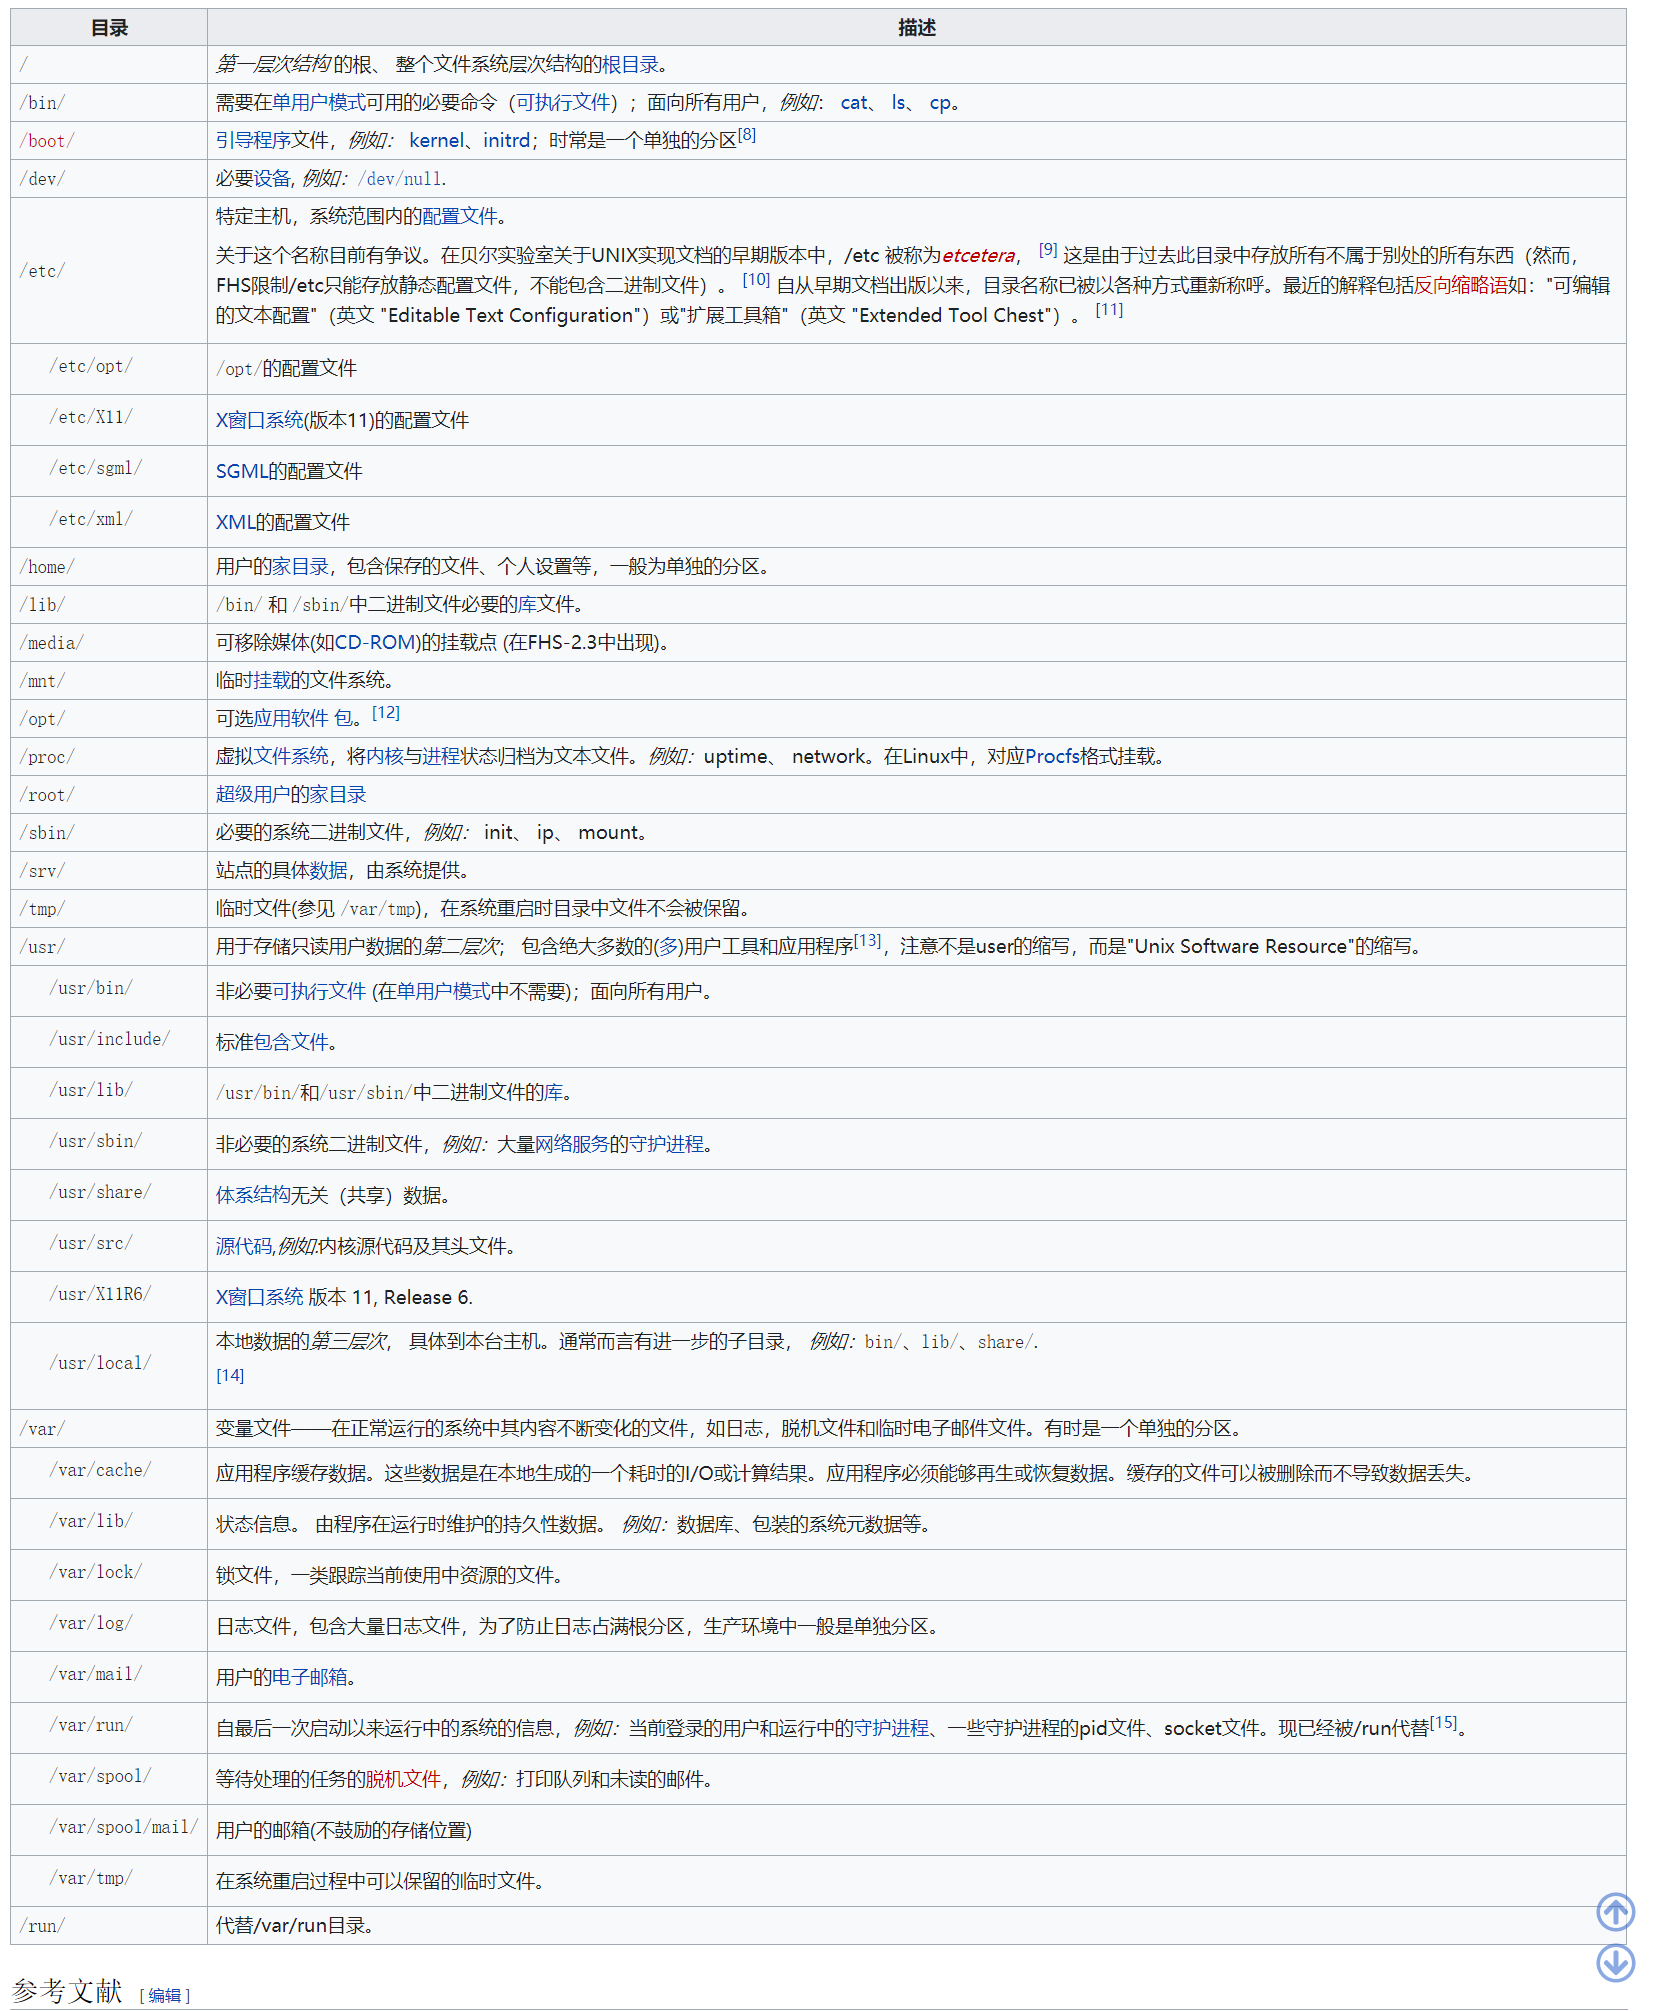 目录 描述
/ 第一层次结构 的根、 整个文件系统层次结构的根目录。
/bin/ 需要在单用户模式可用的必要命令（可执行文件）；面向所有用户，例如： cat、 ls、 cp。
/boot/ 引导程序文件，例如： kernel、initrd；时常是一个单独的分区[8]
/dev/ 必要设备, 例如：/dev/null.
特定主机，系统范围内的配置文件。
/etc/ 关于这个名称目前有争议。在贝尔实验室关于UNIX实现文档的早期版本中，/etc 被称为etcetera， [9] 这是由于过去此目录中存放所有不属于别处的所有东西（然而，
FHS限制/etc只能存放静态配置文件，不能包含二进制文件）。 [10] 自从早期文档出版以来，目录名称已被以各种方式重新称呼。最近的解释包括反向缩略语如："可编辑
的文本配置"（英文 "Editable Text Configuration"）或"扩展工具箱"（英文 "Extended Tool Chest"）。 [11]
/etc/opt/ /opt/的配置文件
/etc/X11/ X窗口系统(版本11)的配置文件
/etc/sgml/ SGML的配置文件
/etc/xml/ XML的配置文件
/home/ 用户的家目录，包含保存的文件、个人设置等，一般为单独的分区。
/lib/ /bin/ 和 /sbin/中二进制文件必要的库文件。
/media/ 可移除媒体(如CD-ROM)的挂载点 (在FHS-2.3中出现)。
/mnt/ 临时挂载的文件系统。
/opt/ 可选应用软件 包。[12]
/proc/ 虚拟文件系统，将内核与进程状态归档为文本文件。例如：uptime、 network。在Linux中，对应Procfs格式挂载。
/root/ 超级用户的家目录
/sbin/ 必要的系统二进制文件，例如： init、 ip、 mount。
/srv/ 站点的具体数据，由系统提供。
/tmp/ 临时文件(参见 /var/tmp)，在系统重启时目录中文件不会被保留。
/usr/ 用于存储只读用户数据的第二层次； 包含绝大多数的(多)用户工具和应用程序[13]，注意不是user的缩写，而是"Unix Software Resource"的缩写。
/usr/bin/ 非必要可执行文件 (在单用户模式中不需要)；面向所有用户。
/usr/include/ 标准包含文件。
/usr/lib/ /usr/bin/和/usr/sbin/中二进制文件的库。
/usr/sbin/ 非必要的系统二进制文件，例如：大量网络服务的守护进程。
/usr/share/ 体系结构无关（共享）数据。
/usr/src/ 源代码,例如:内核源代码及其头文件。
/usr/X11R6/ X窗口系统 版本 11, Release 6.
/usr/local/ 本地数据的第三层次， 具体到本台主机。通常而言有进一步的子目录， 例如：bin/、lib/、share/.
[14]
/var/ 变量文件——在正常运行的系统中其内容不断变化的文件，如日志，脱机文件和临时电子邮件文件。有时是一个单独的分区。
/var/cache/ 应用程序缓存数据。这些数据是在本地生成的一个耗时的I/O或计算结果。应用程序必须能够再生或恢复数据。缓存的文件可以被删除而不导致数据丢失。
/var/lib/ 状态信息。 由程序在运行时维护的持久性数据。 例如：数据库、包装的系统元数据等。
/var/lock/ 锁文件，一类跟踪当前使用中资源的文件。
/var/log/ 日志文件，包含大量日志文件，为了防止日志占满根分区，生产环境中一般是单独分区。
/var/mail/ 用户的电子邮箱。
/var/run/ 自最后一次启动以来运行中的系统的信息，例如：当前登录的用户和运行中的守护进程、一些守护进程的pid文件、socket文件。现已经被/run代替[15]。
/var/spool/ 等待处理的任务的脱机文件，例如：打印队列和未读的邮件。
/var/spool/mail/ 用户的邮箱(不鼓励的存储位置)
/var/tmp/ 在系统重启过程中可以保留的临时文件。
/run/ 代替/var/run目录。
参考文献 [ 编辑 ]